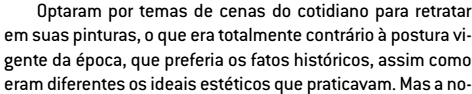 Optaram por temas de cenas do cotidiano para retratar
em suas pinturas, o que era totalmente contrário à postura vi-
gente da época, que preferia os fatos históricos, assim como
eram diferentes os ideais estéticos que praticavam. Mas a no-